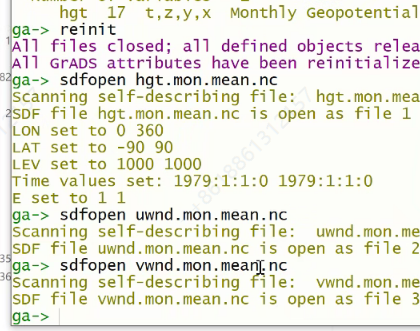 hgt 17 t,z,y,x Monthly Geopotential
ga-> reinit
All files closed; all defined objects relea
All GrADS attributes have been reinitialize
ga-> sdfopen hgt.mon.mean.nc
Scanning self-describing file: hgt.mon.mea
SDF file hgt.mon.mean.nc is open as file 1
LON set to 0 360
LAT set to -90 90
LEV set to 1000 1000
Time values set: 1979:1:1:0 1979:1:1:0
E set to 1 1
ga-> sdfopen uwnd.mon.mean.nc
Scanning self-describing file: uwnd.mon.me
SDF file uwnd.mon.mean.nc is open as file 2
ga-> sdfopen vwnd.mon.mean.nc
Scanning self-describing file: vwnd.mon.me
SDF file vwnd.mon.mean.nc is open as file 3
ga->